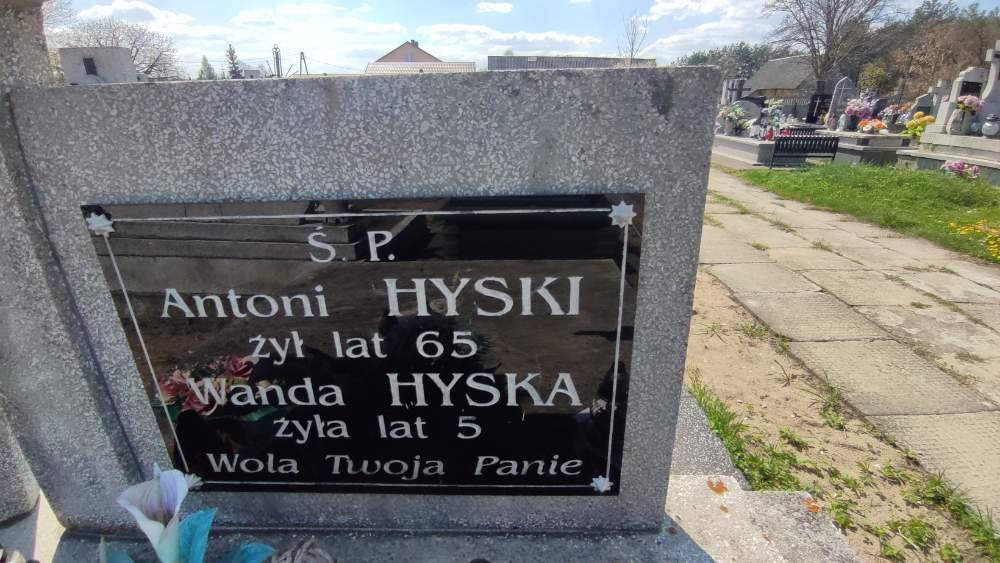 Ś. P.
Antoni HYSKI
żył lat 65
Wanda HYSKA
żyła lat 5
Wola Twoja Panie